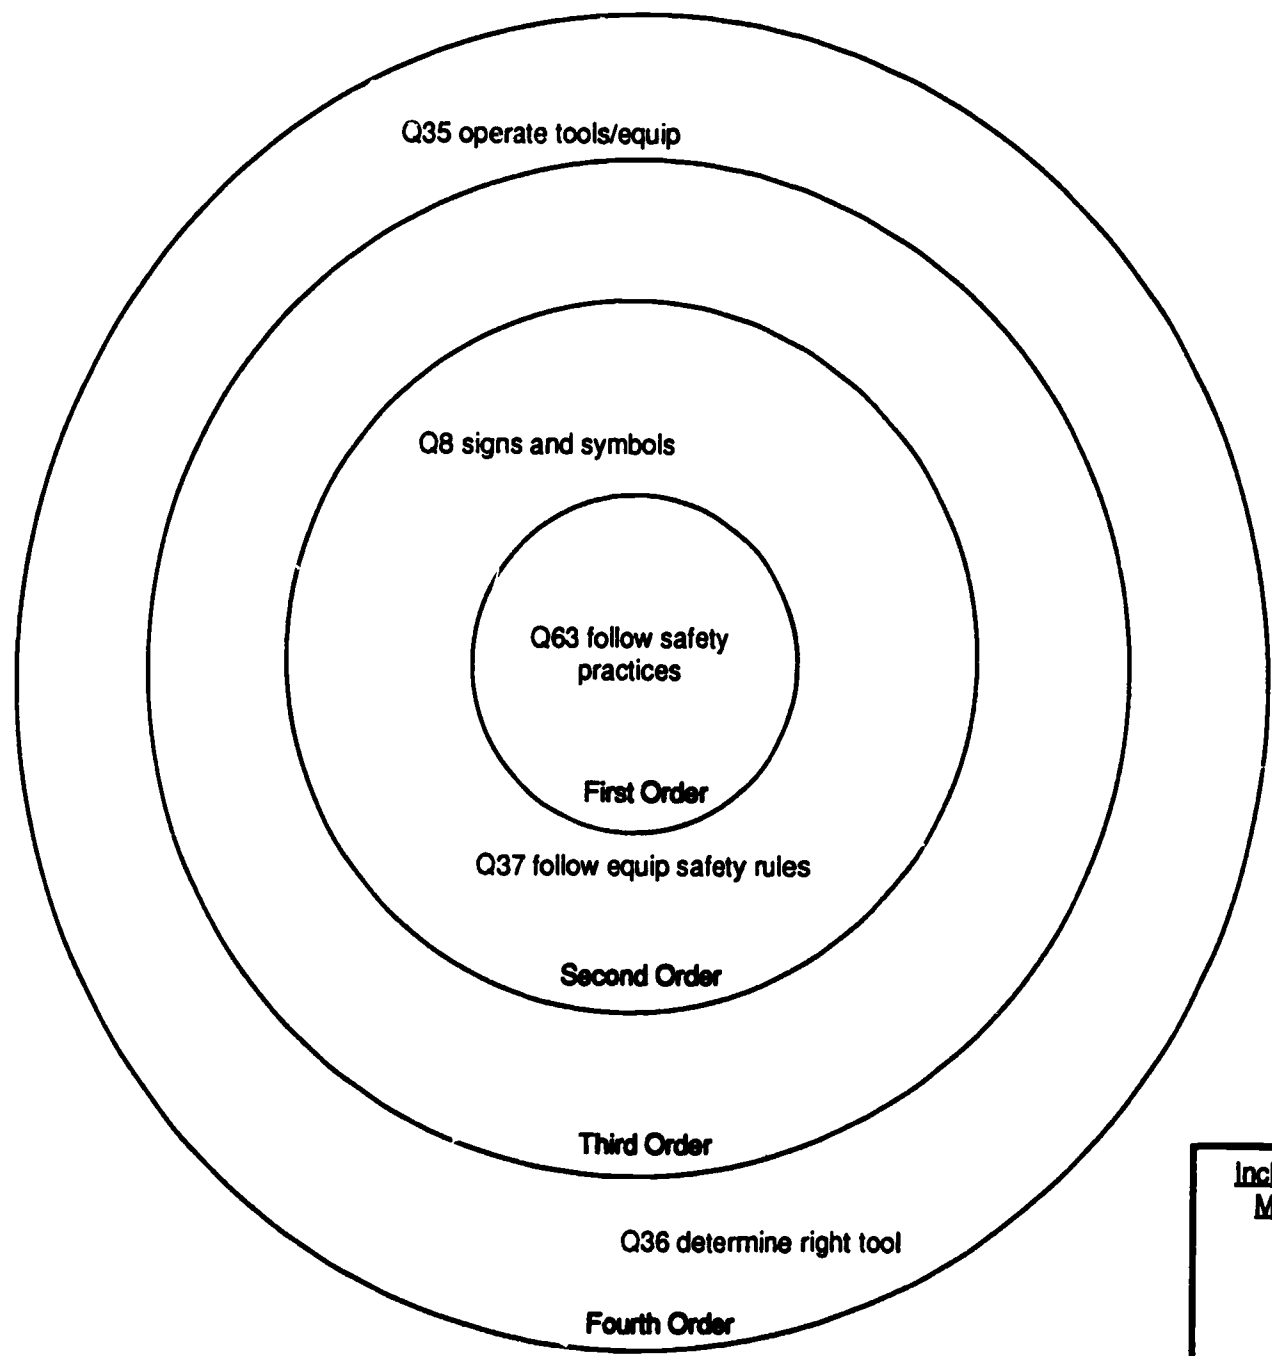 Q35 operate tools/equip
Q8 signs and symbols
Q63 follow safety
practices
First Order
Q37 follow equip safety rules
Second Order
Third Order
Q36 determine right tool
Fourth Order